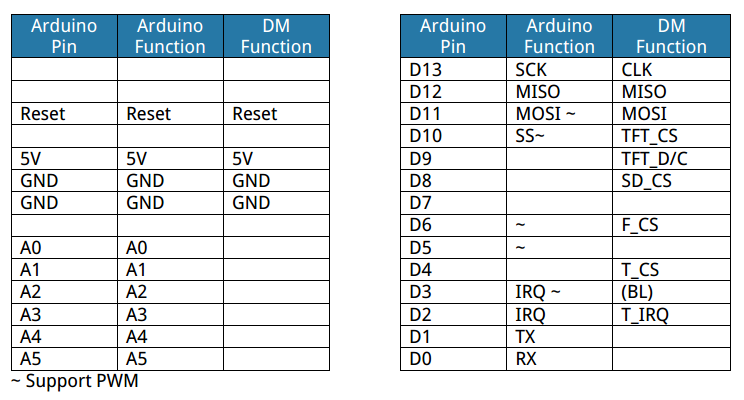 Arduino Pin Arduino Function DM Function
Reset Reset Reset
5V 5V 5V
GND GND GND
GND GND GND
A0 A0
A1 A1
A2 A2
A3 A3
A4 A4
A5 A5
~ Support PWM
Arduino Pin Arduino Function DM Function
D13 SCK CLK
D12 MISO MISO
D11 MOSI ~ MOSI
D10 SS~ TFT_CS
D9 TFT_D/C
D8 SD_CS
D7
D6 ~ F_CS
D5 ~
D4 T_CS
D3 IRQ ~ (BL)
D2 IRQ T_IRQ
D1 TX
D0 RX